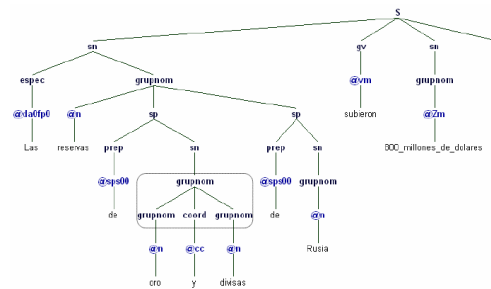 S
sn gv sn
espec grupnom @vm grupnom
@da0fp0 @n sp sp subieron @Zm
Las reservas prep sn prep sn 900_millones_de_dolares
@sps00 grupnom @sps00 grupnom
de grupnom coord grupnom de @n
@n @cc @n Rusia
oro y divisas